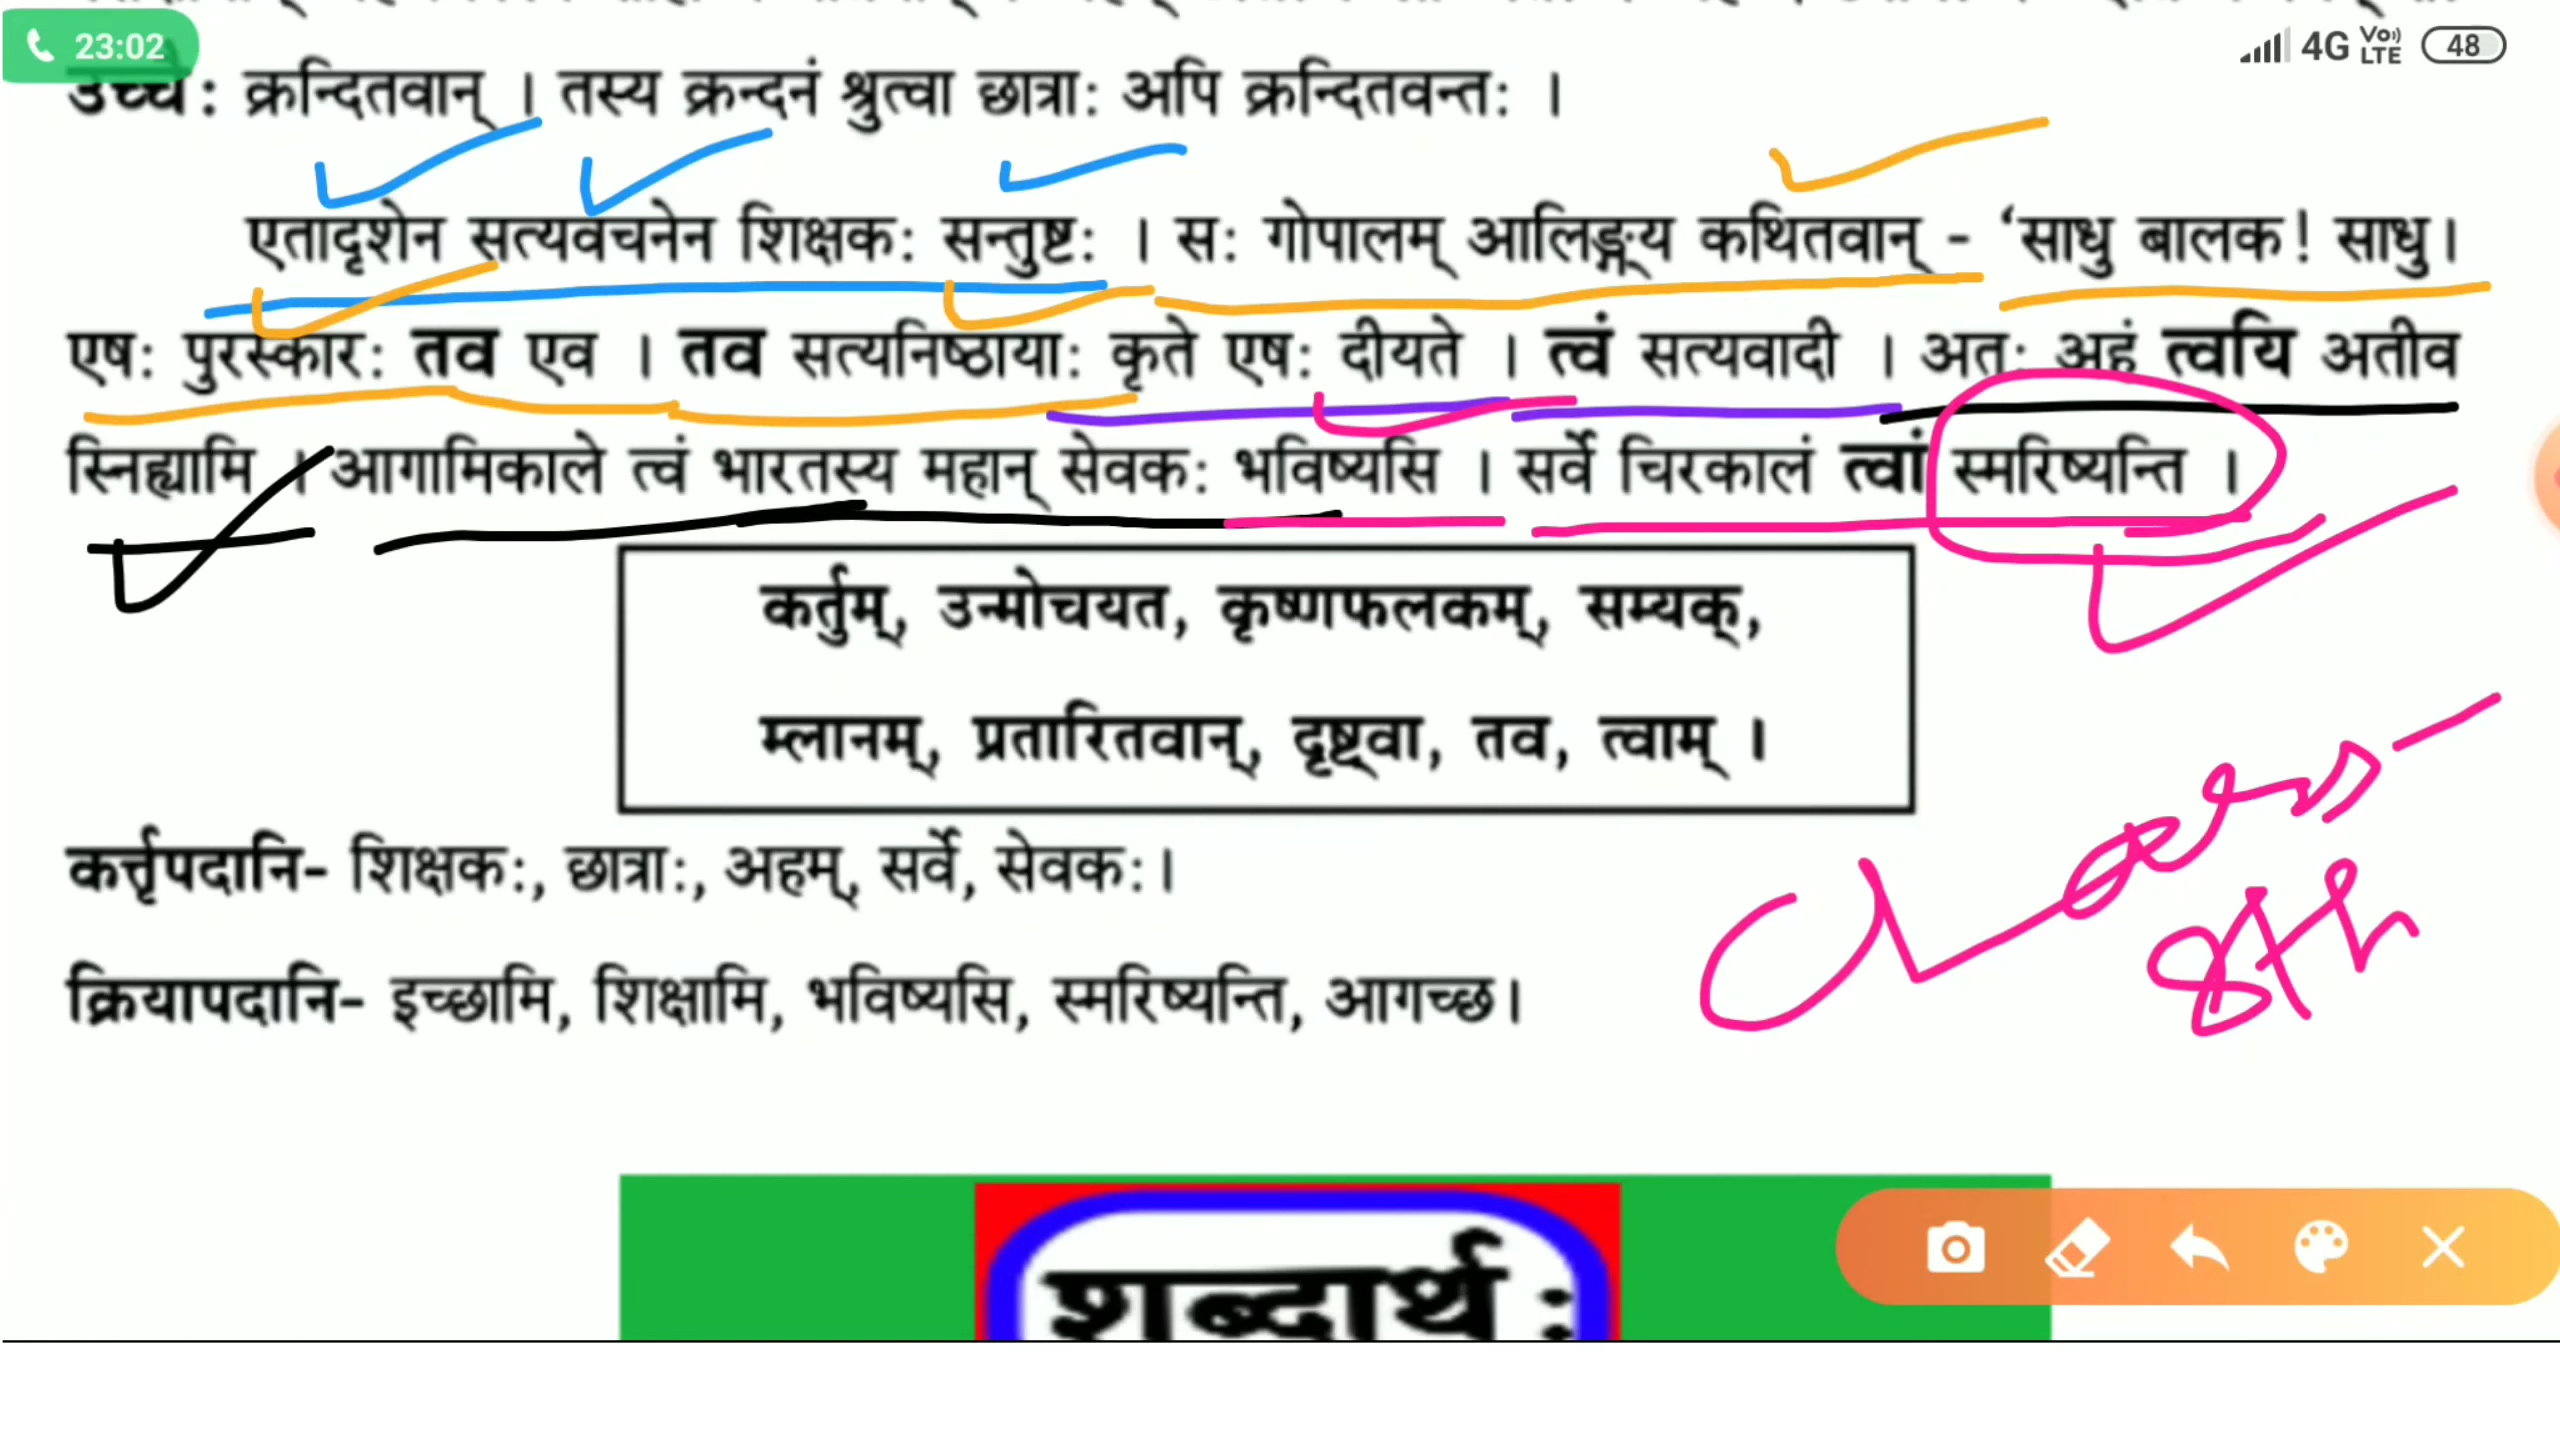 23:02
4G Vo)) LTE 48
उच्चै: क्रन्दितवान् । तस्य क्रन्दनं श्रुत्वा छात्रा: अपि क्रन्दितवन्त: ।
एतादृशेन सत्यवचनेन शिक्षक: सन्तुष्ट: । स: गोपालम् आलिङ्ग्य कथितवान् - ‘साधु बालक! साधु।
एष: पुरस्कार: तव एव । तव सत्यनिष्ठाया: कृते एष: दीयते । त्वं सत्यवादी । अत: अहं त्वयि अतीव
स्निह्यामि । आगामिकाले त्वं भारतस्य महान् सेवक: भविष्यसि । सर्वे चिरकालं त्वां स्मरिष्यन्ति ।
कर्तुम्, उन्मोचयत, कृष्णफलकम्, सम्यक्,
म्लानम्, प्रतारितवान्, दृष्ट्वा, तव, त्वाम् ।
कर्त्तृपदानि- शिक्षक:, छात्रा:, अहम्, सर्वे, सेवक:।
क्रियापदानि- इच्छामि, शिक्षामि, भविष्यसि, स्मरिष्यन्ति, आगच्छ।
8th
शब्दार्थ :